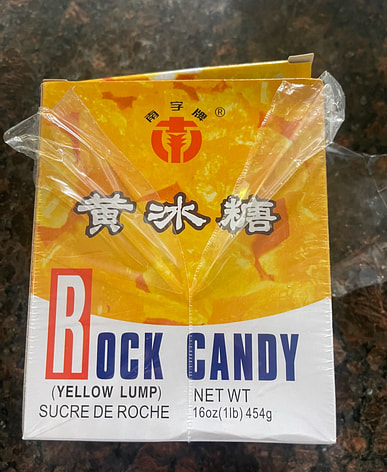 南字牌®
黄冰糖
ROCK CANDY
(YELLOW LUMP) NET WT
SUCRE DE ROCHE 16oz(1lb) 454g